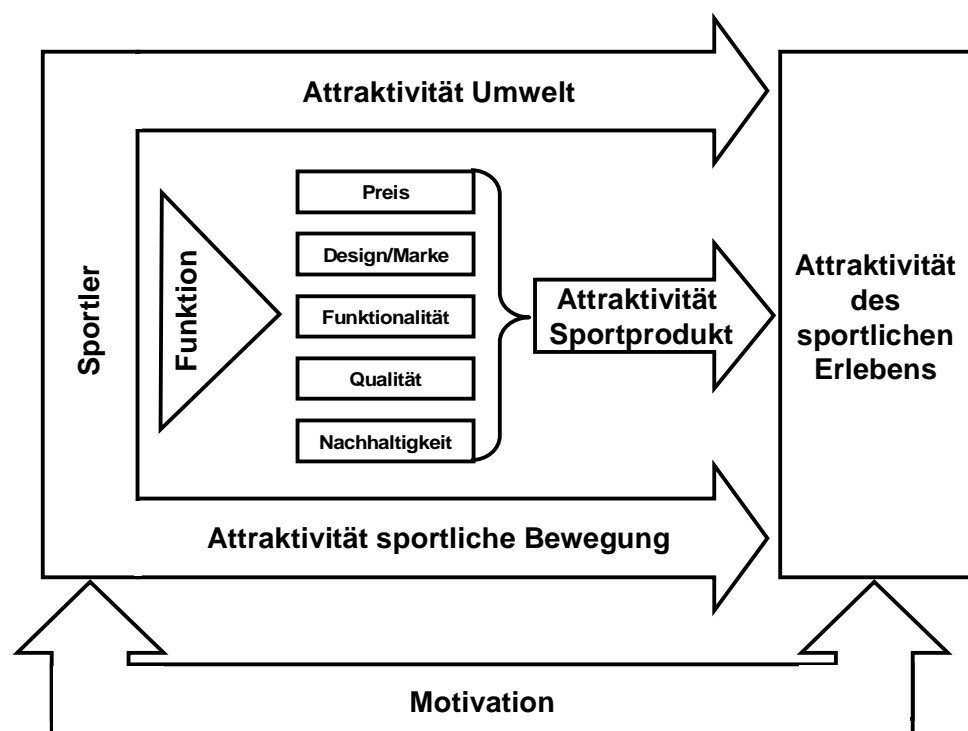 Attraktivität Umwelt
Sportler
Funktion
Preis
Design/Marke
Funktionalität
Qualität
Nachhaltigkeit
Attraktivität
Sportprodukt
Attraktivität
des
sportlichen
Erlebens
Attraktivität sportliche Bewegung
Motivation